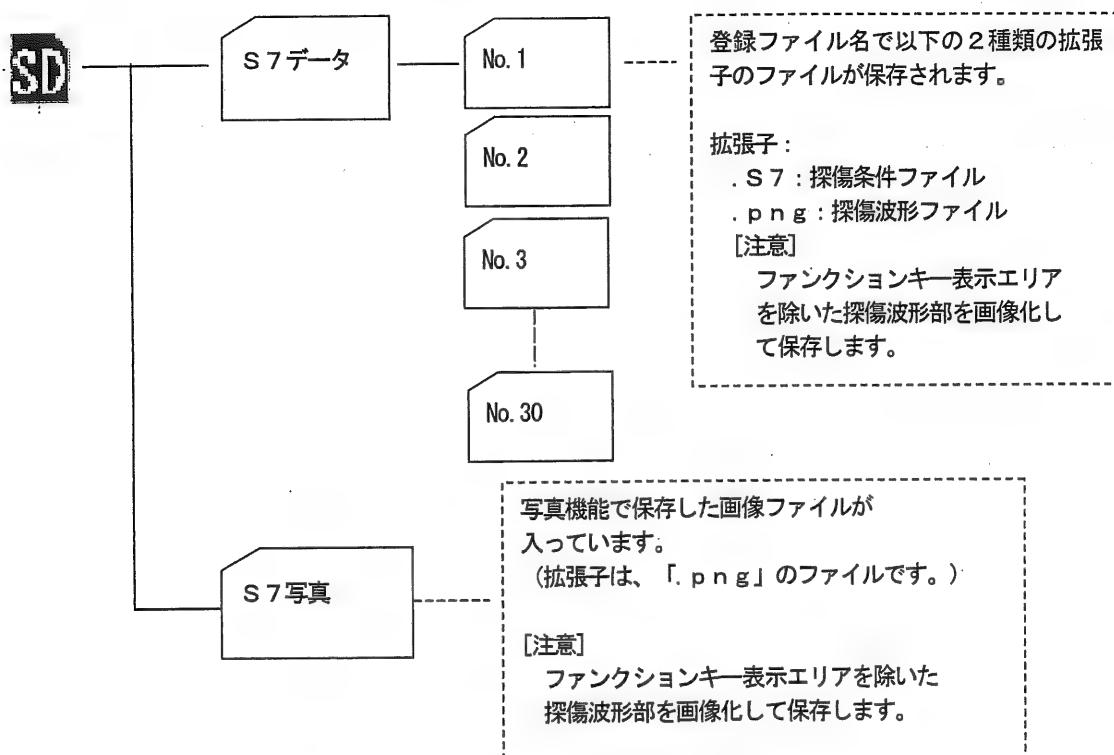 SD
S7データ
No. 1
No. 2
No. 3
No. 30
登録ファイル名で以下の2種類の拡張
子のファイルが保存されます。
拡張子:
.S7:探傷条件ファイル
.png:探傷波形ファイル
[注意]
ファンクションキー表示エリア
を除いた探傷波形部を画像化し
て保存します。
S7写真
写真機能で保存した画像ファイルが
入っています。
(拡張子は、「.png」のファイルです。)
[注意]
ファンクションキー表示エリアを除いた
探傷波形部を画像化して保存します。